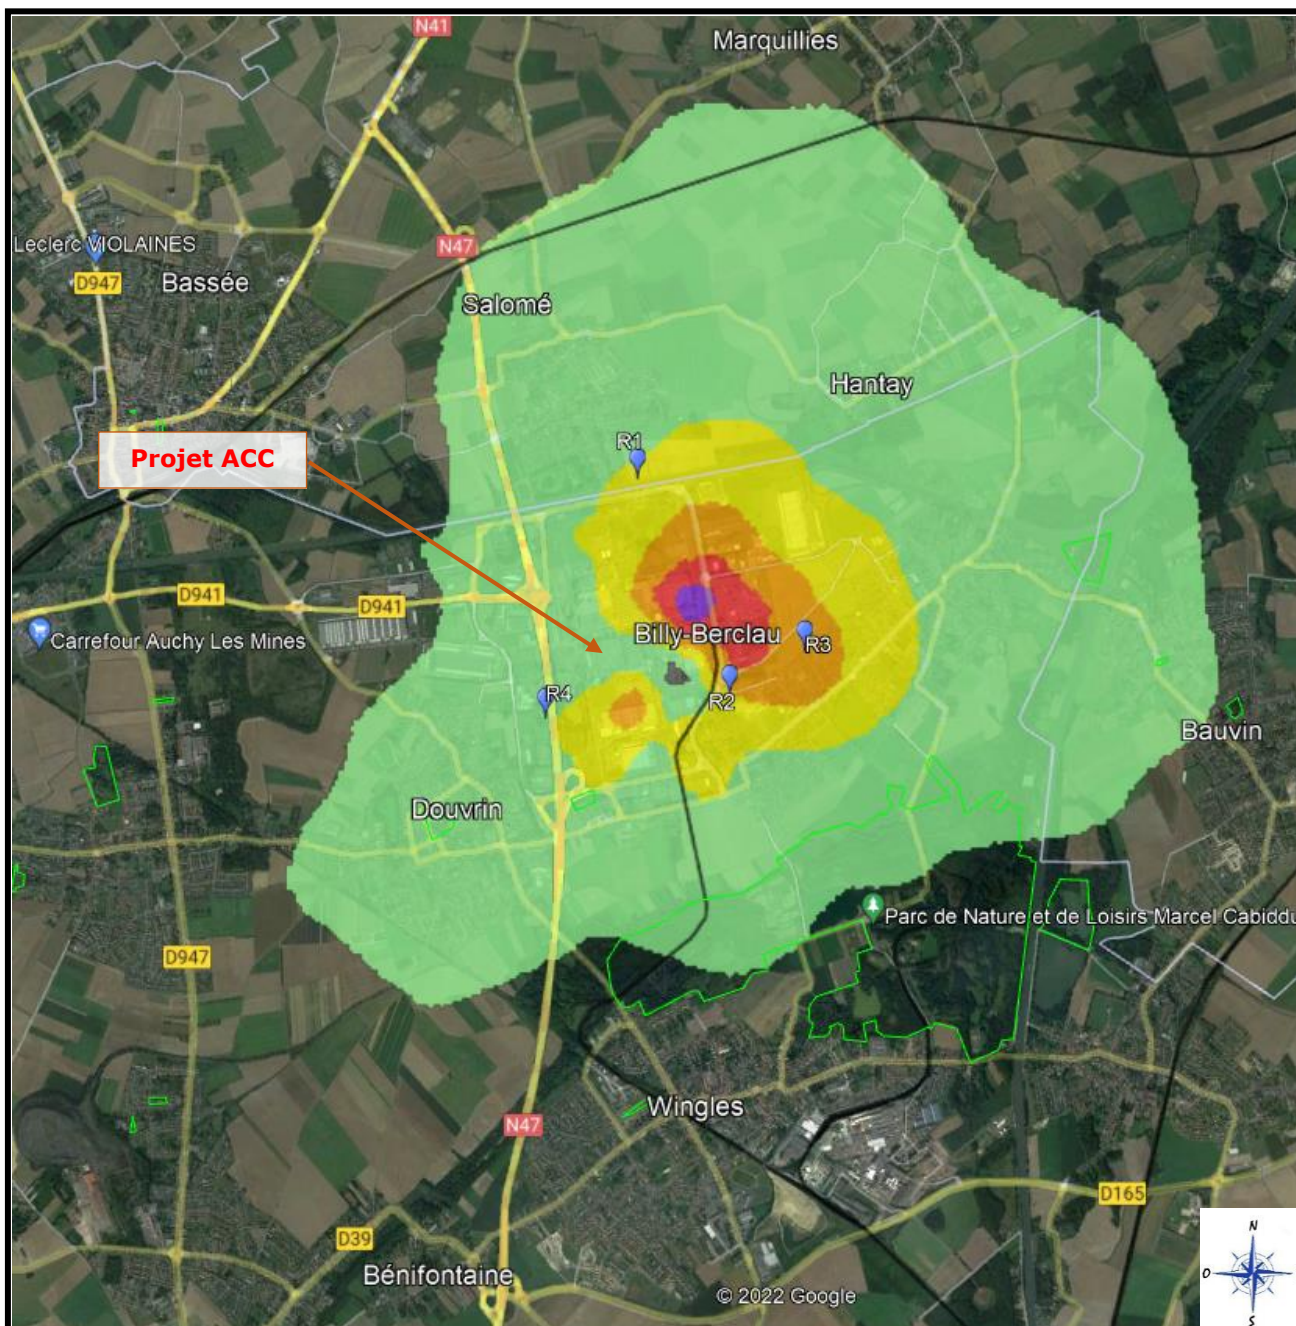 N41
Marquillies
Leclerc VIOLAINES
N47
D947
Bassée
Salomé
Hantay
R1
Projet ACC
D941
D941
Carrefour Auchy Les Mines
Billy-Berclau
R3
R4
R2
Bauvin
Douvrin
Parc de Nature et de Loisirs Marcel Cabiddu
D947
Wingles
N47
D165
D39
Bénifontaine
© 2022 Google
N
O
S